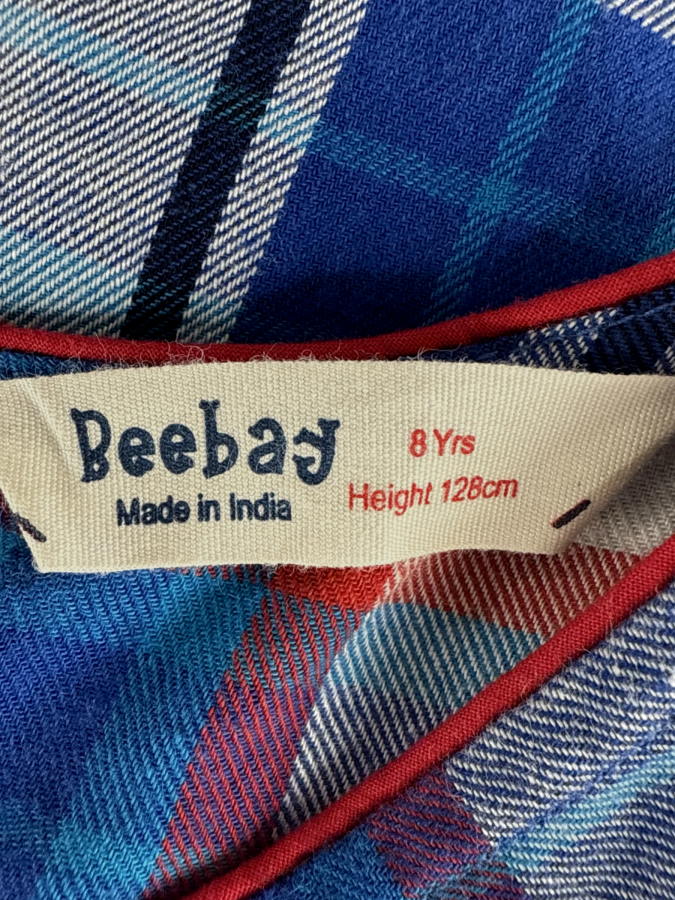 Beebay
Made in India
8 Yrs
Height 128cm